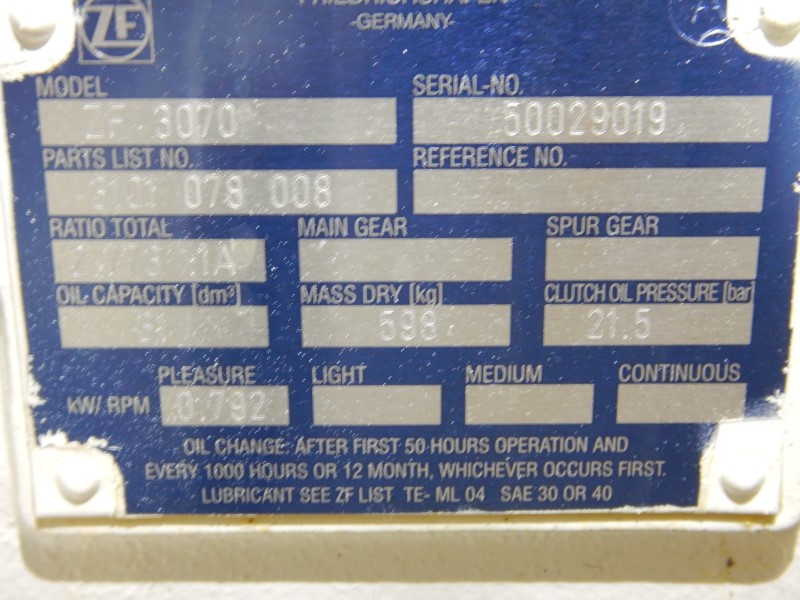 ZF
-GERMANY-
MODEL SERIAL-NO.
ZF 3070 50029019
PARTS LIST NO. REFERENCE NO.
078 008
RATIO TOTAL MAIN GEAR SPUR GEAR
1A
OIL CAPACITY [dm³] MASS DRY [kg] CLUTCH OIL PRESSURE [bar]
598 21.5
PLEASURE LIGHT MEDIUM CONTINUOUS
kW/ RPM 0.792
OIL CHANGE: AFTER FIRST 50 HOURS OPERATION AND
EVERY 1000 HOURS OR 12 MONTH, WHICHEVER OCCURS FIRST.
LUBRICANT SEE ZF LIST TE- ML 04 SAE 30 OR 40